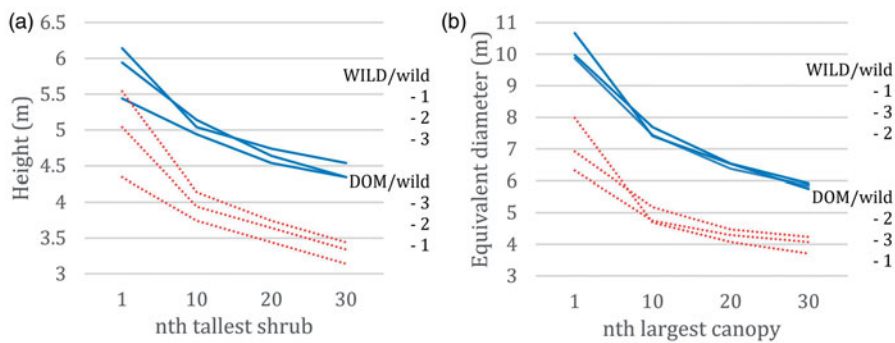 (a)
6.5
6
5.5
5
4.5
4
3.5
3
Height (m)
WILD/wild
- 1
- 2
- 3
DOM/wild
- 3
- 2
- 1
1 10 20 30
nth tallest shrub
(b)
11
10
9
8
7
6
5
4
3
Equivalent diameter (m)
WILD/wild
- 1
- 3
- 2
DOM/wild
- 2
- 3
- 1
1 10 20 30
nth largest canopy